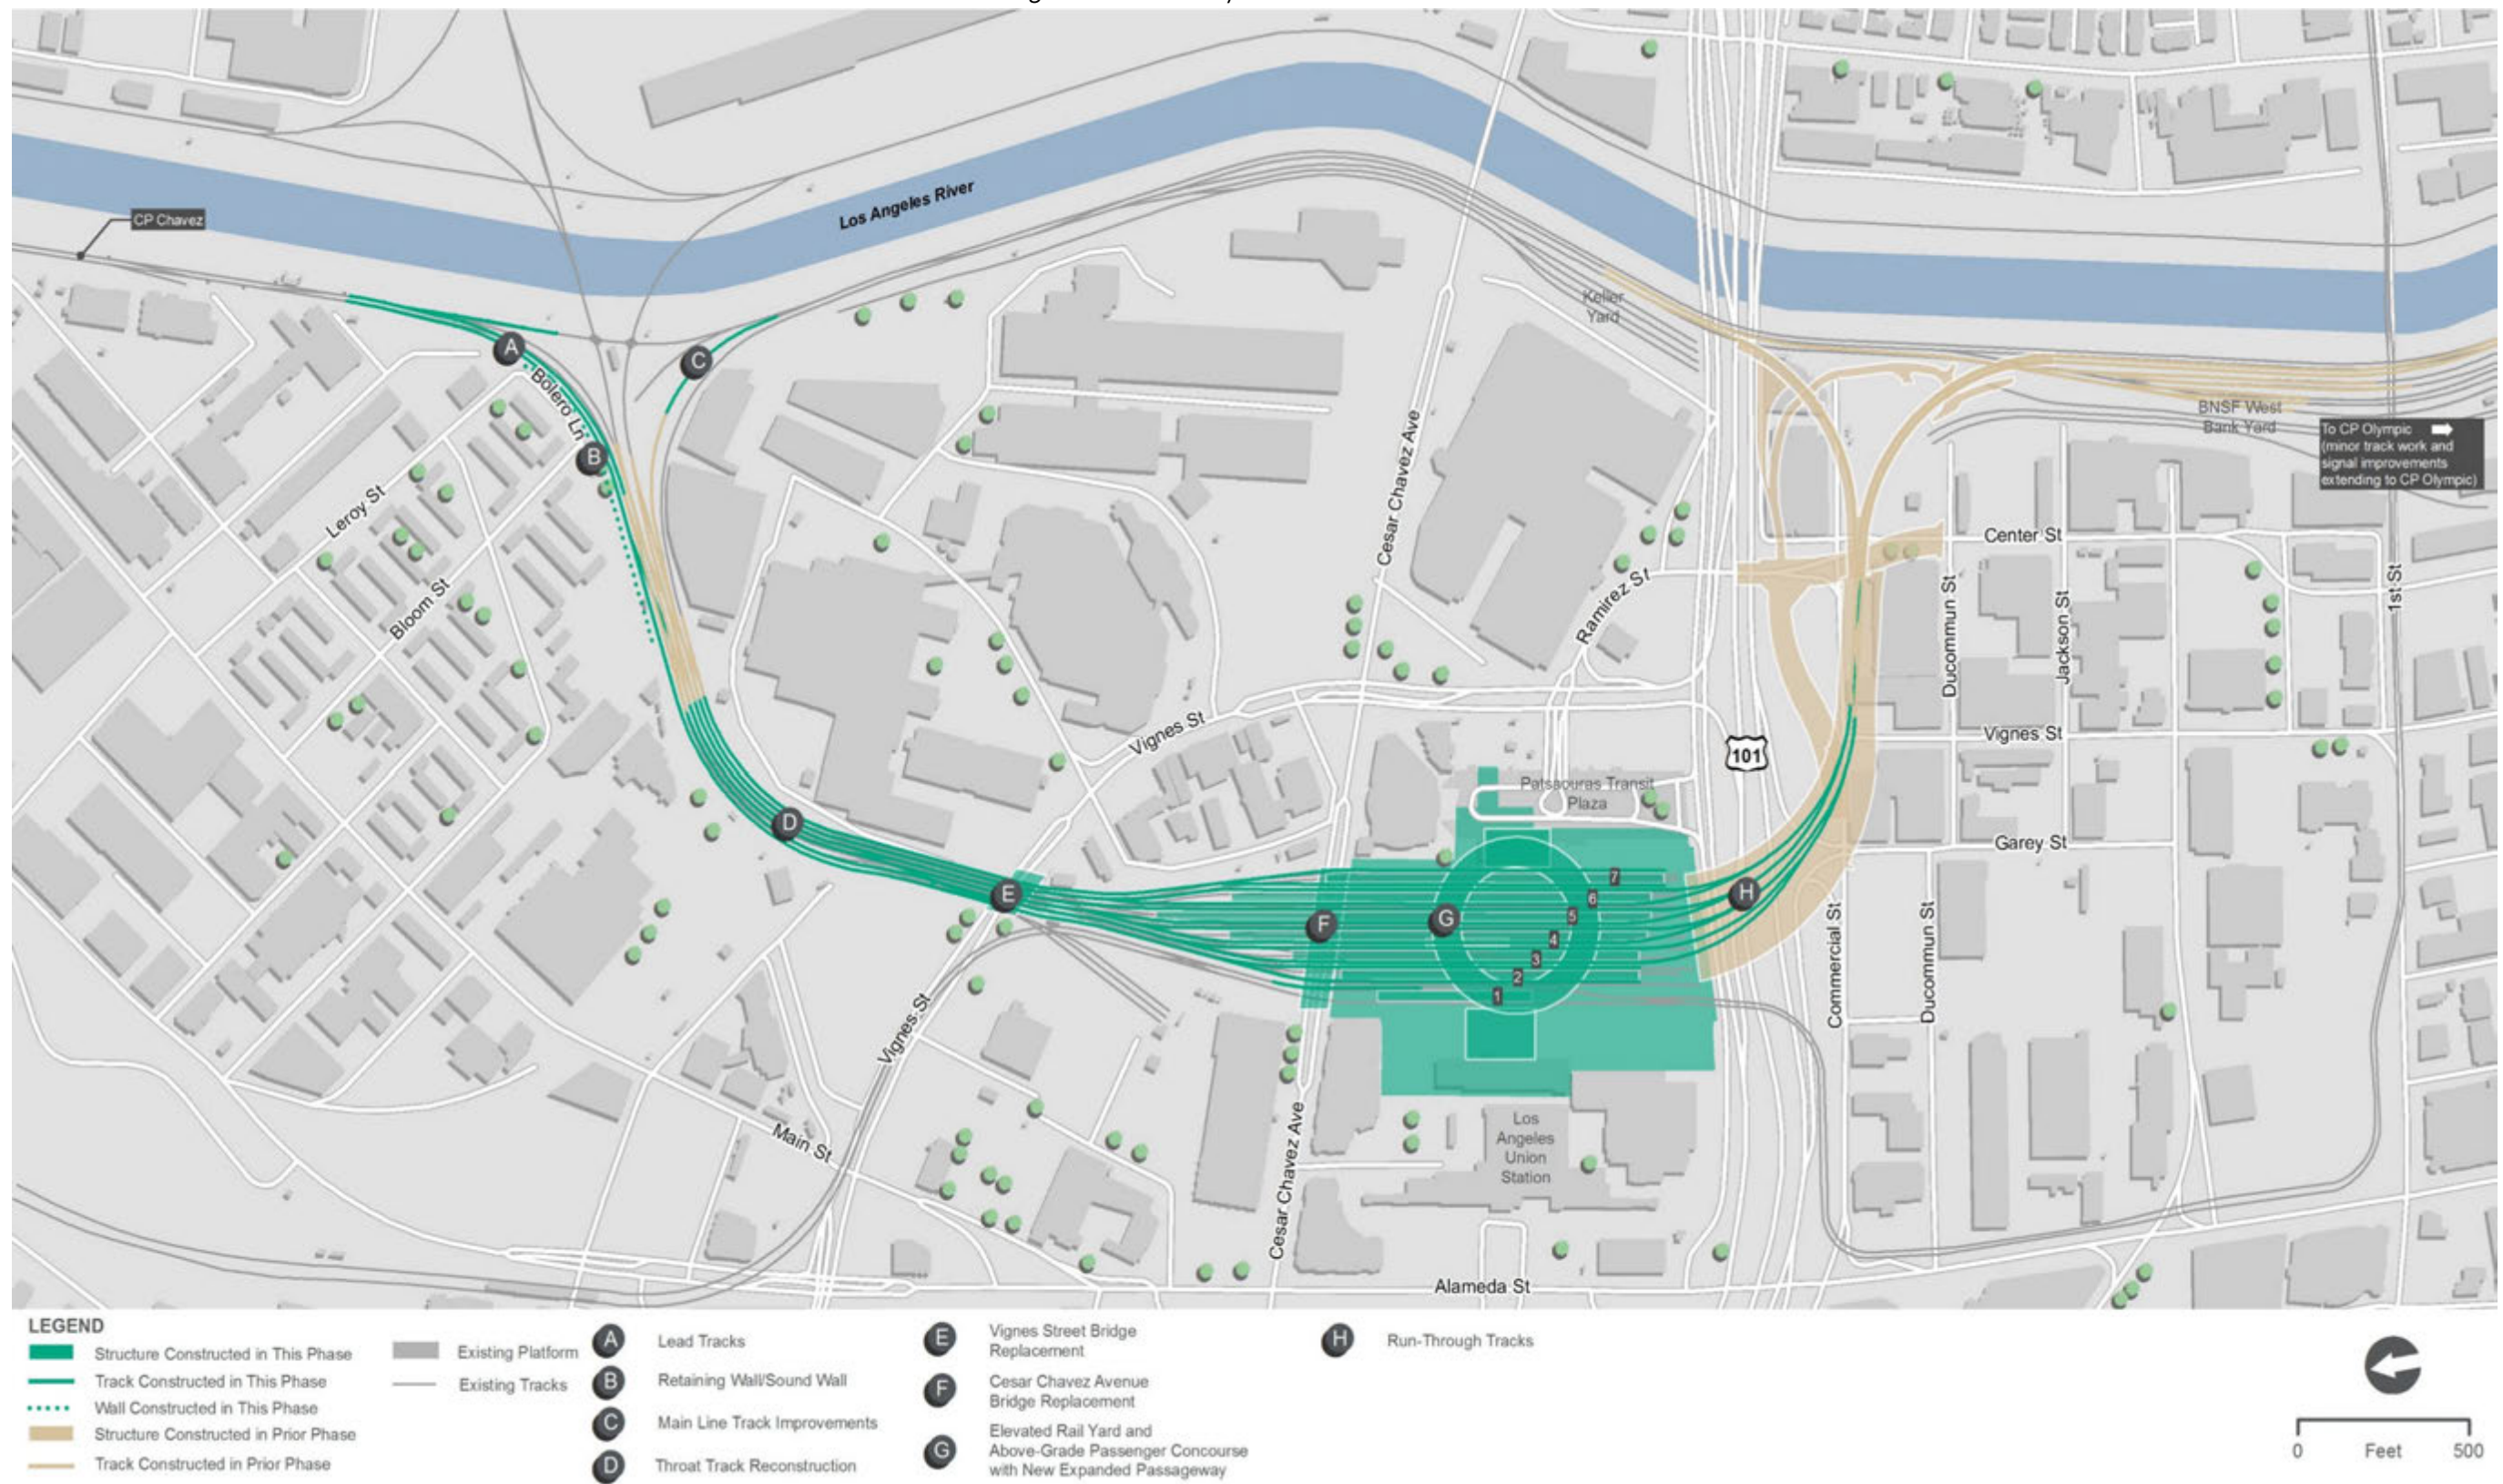 Los Angeles River
CP Chavez
Keller
Yard
A
C
Bolero Ln
B
Leroy St
Bloom St
Cesar Chavez Ave
BNSF West
Bank Yard
To CP Olympic
(minor track work and
signal improvements
extending to CP Olympic)
Center St
Ramirez St
Ducommun St
Jackson St
1st St
Vignes St
101
Vignes St
Patsaouras Transit
Plaza
D
Garey St
E
F
G
H
7
6
5
4
3
2
1
Commercial St
Ducommun St
Vignes St
Main St
Cesar Chavez Ave
Los
Angeles
Union
Station
Alameda St
LEGEND
Structure Constructed in This Phase
Track Constructed in This Phase
Wall Constructed in This Phase
Structure Constructed in Prior Phase
Track Constructed in Prior Phase
Existing Platform
Existing Tracks
A Lead Tracks
B Retaining Wall/Sound Wall
C Main Line Track Improvements
D Throat Track Reconstruction
E Vignes Street Bridge
Replacement
F Cesar Chavez Avenue
Bridge Replacement
G Elevated Rail Yard and
Above-Grade Passenger Concourse
with New Expanded Passageway
H Run-Through Tracks
0 Feet 500